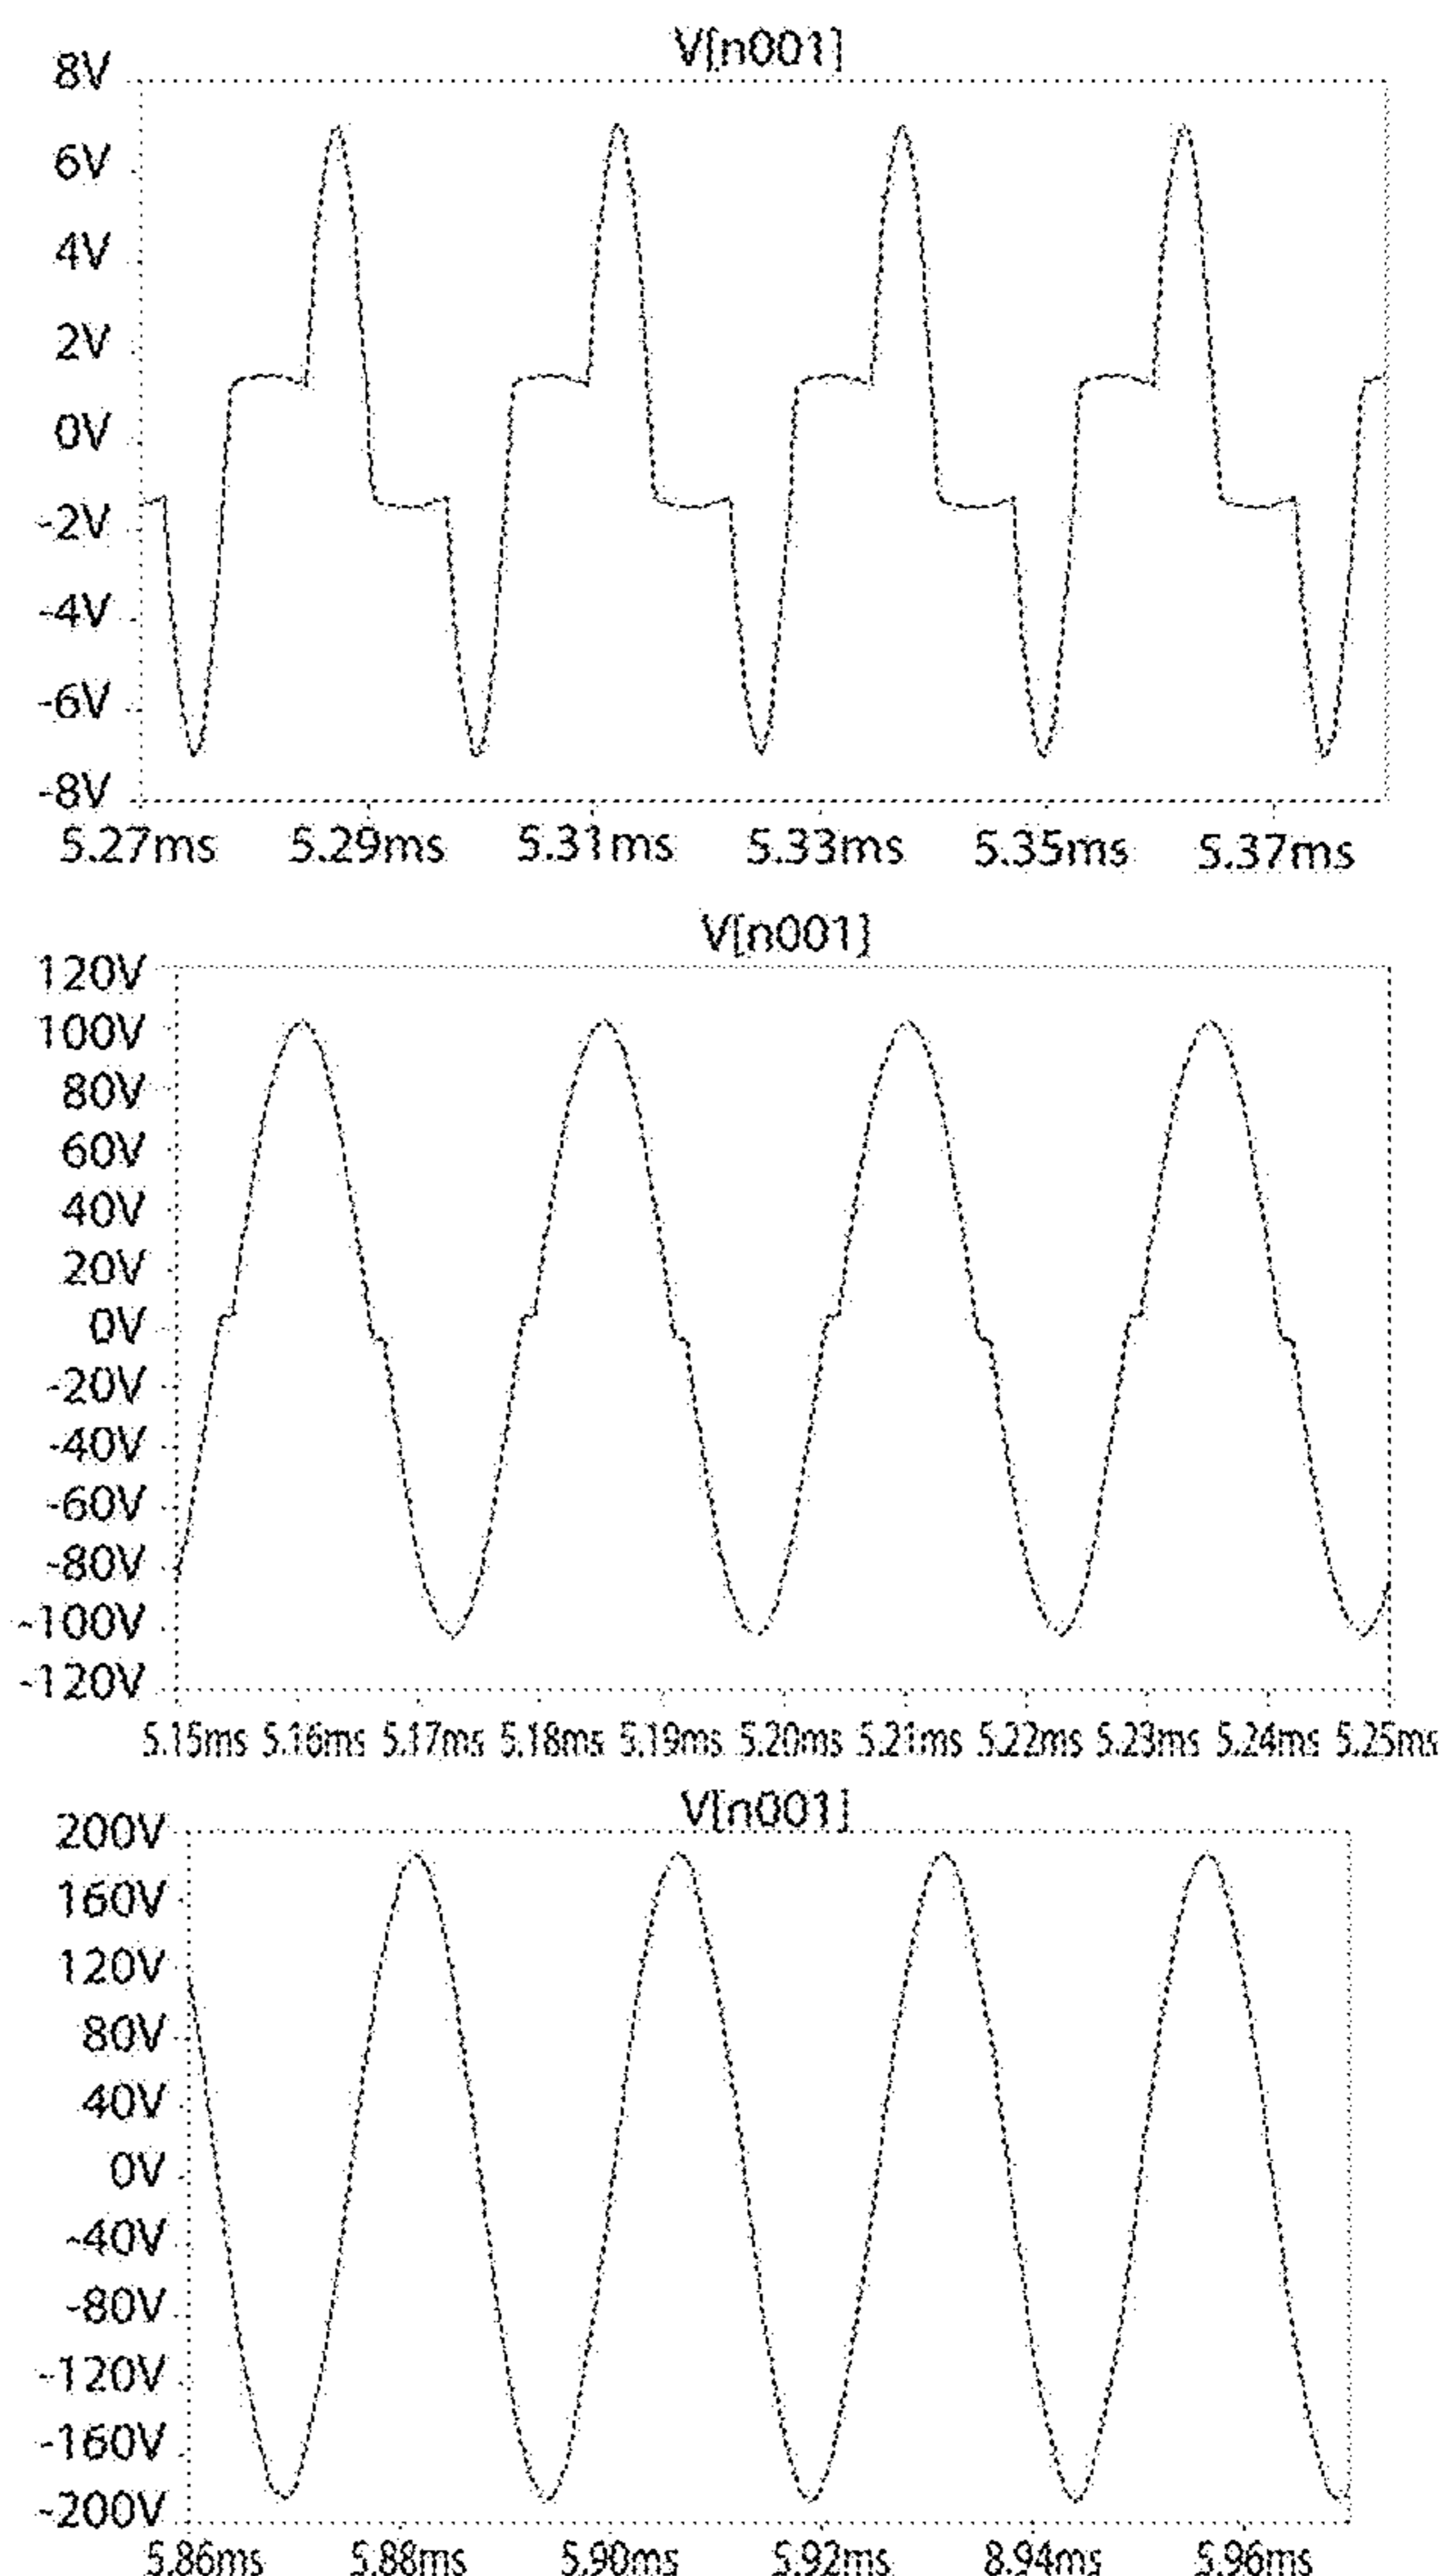 V[n001]
8V
6V
4V
2V
0V
-2V
-4V
-6V
-8V
5.27ms 5.29ms 5.31ms 5.33ms 5.35ms 5.37ms
V[n001]
120V
100V
80V
60V
40V
20V
0V
-20V
-40V
-60V
-80V
-100V
-120V
5.15ms 5.16ms 5.17ms 5.18ms 5.19ms 5.20ms 5.21ms 5.22ms 5.23ms 5.24ms 5.25ms
V[n001]
200V
160V
120V
80V
40V
0V
-40V
-80V
-120V
-160V
-200V
5.86ms 5.88ms 5.90ms 5.92ms 8.94ms 5.96ms